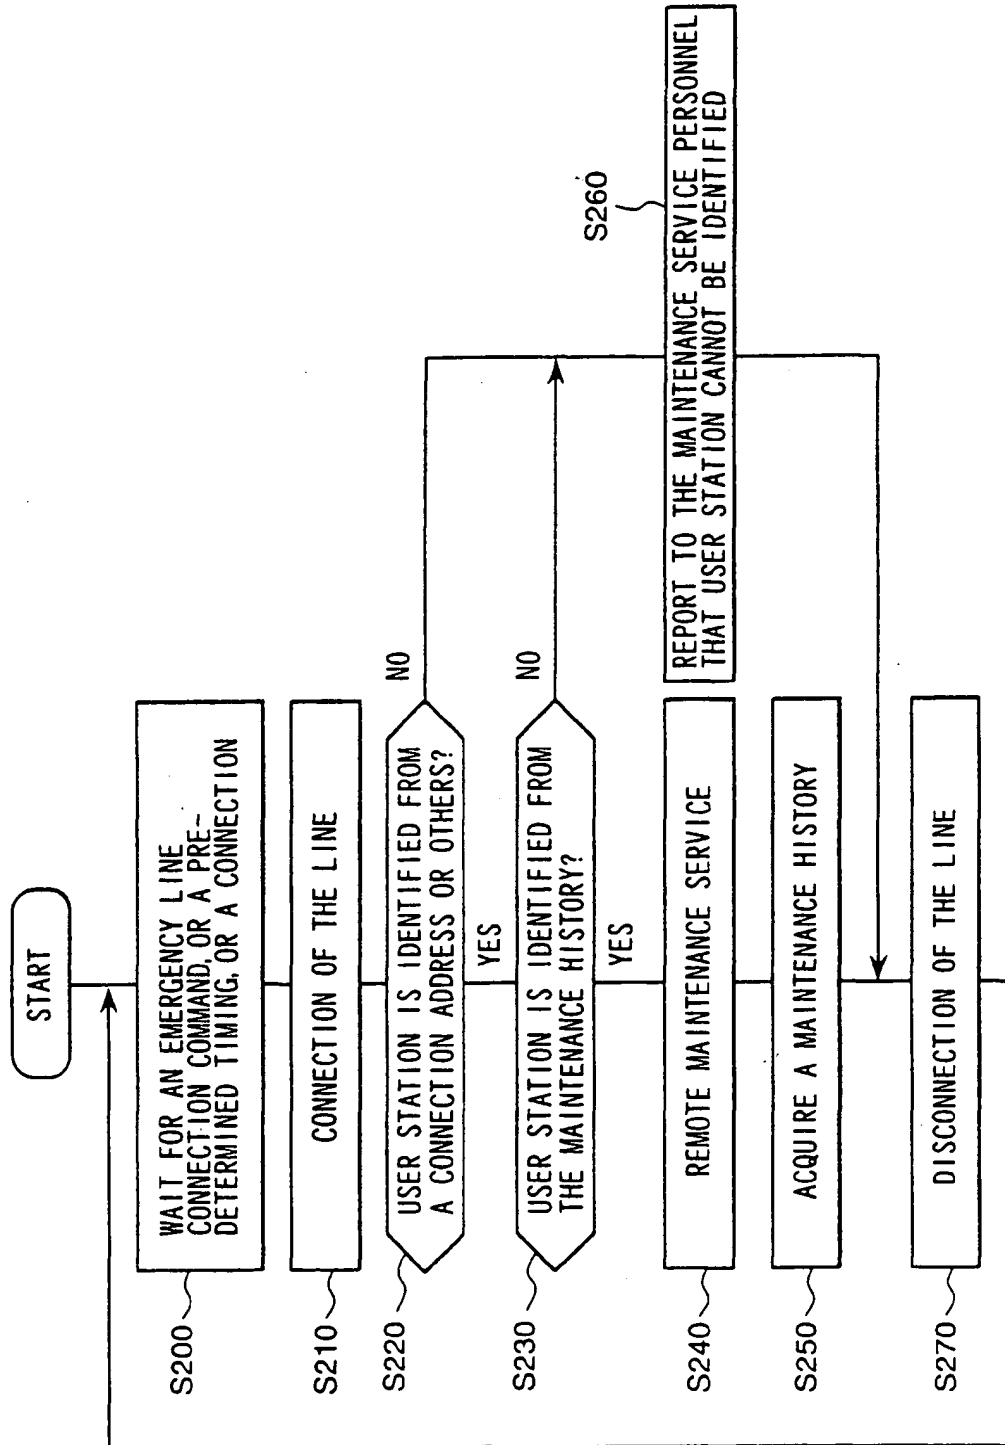 START
S200
WAIT FOR AN EMERGENCY LINE
CONNECTION COMMAND, OR A PRE-
DETERMINED TIMING, OR A CONNECTION
S210
CONNECTION OF THE LINE
S220
USER STATION IS IDENTIFIED FROM
A CONNECTION ADDRESS OR OTHERS?
NO
YES
S230
USER STATION IS IDENTIFIED FROM
THE MAINTENANCE HISTORY?
NO
YES
S240
REMOTE MAINTENANCE SERVICE
S260
REPORT TO THE MAINTENANCE SERVICE PERSONNEL
THAT USER STATION CANNOT BE IDENTIFIED
S250
ACQUIRE A MAINTENANCE HISTORY
S270
DISCONNECTION OF THE LINE